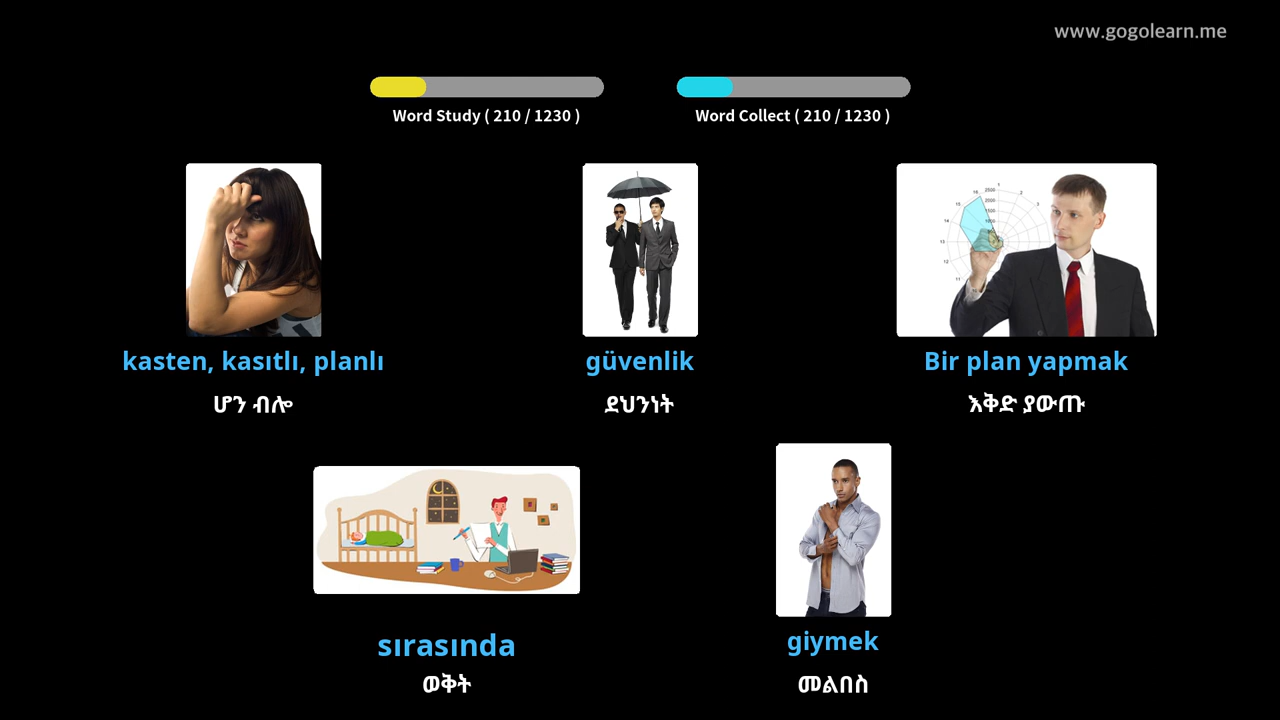 www.gogolearn.me
Word Study ( 210 / 1230 )
Word Collect ( 210 / 1230 )
kasten, kasıtlı, planlı
güvenlik
Bir plan yapmak
ሆን ብሎ
ደህንነት
እቅድ ያውጡ
sırasında
giymek
ወቅት
መልበስ